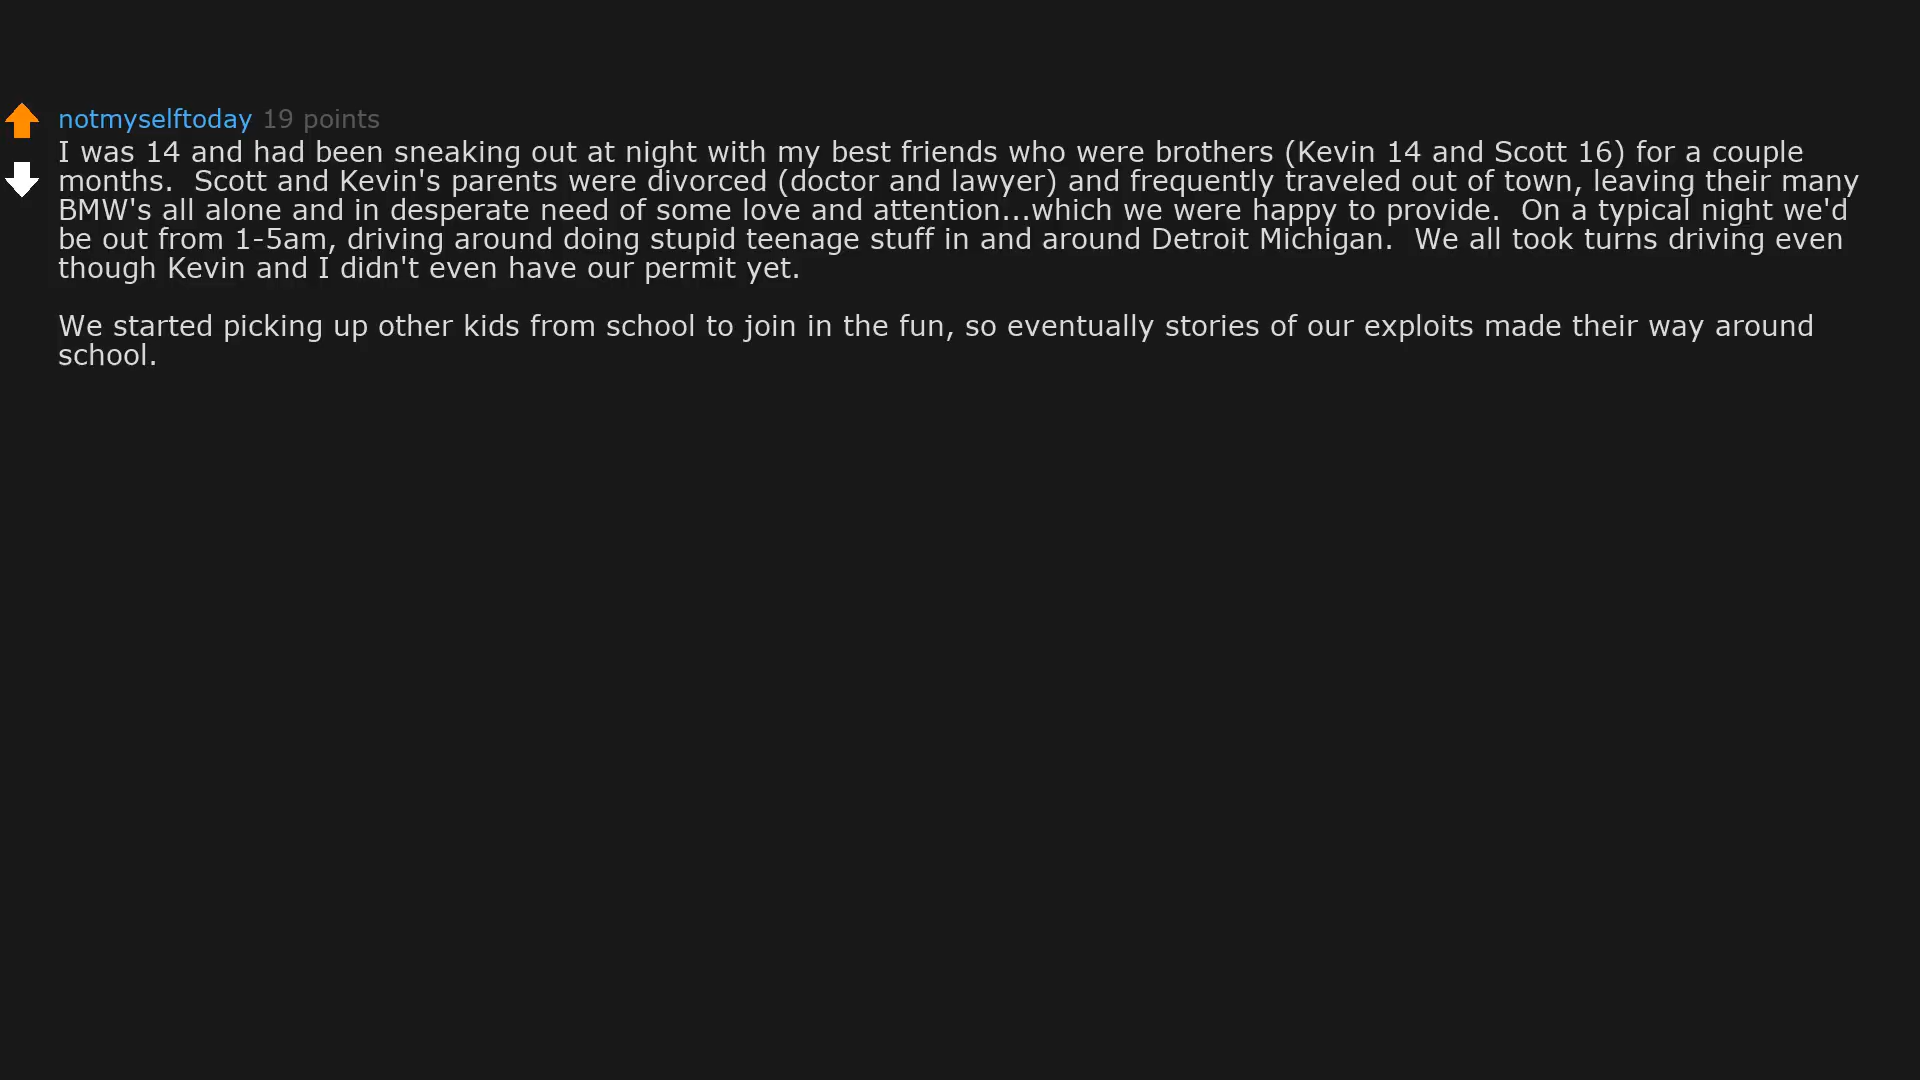 notmyselftoday 19 points
I was 14 and had been sneaking out at night with my best friends who were brothers (Kevin 14 and Scott 16) for a couple
months.  Scott and Kevin's parents were divorced (doctor and lawyer) and frequently traveled out of town, leaving their many
BMW's all alone and in desperate need of some love and attention...which we were happy to provide.  On a typical night we'd
be out from 1-5am, driving around doing stupid teenage stuff in and around Detroit Michigan.  We all took turns driving even
though Kevin and I didn't even have our permit yet.
We started picking up other kids from school to join in the fun, so eventually stories of our exploits made their way around
school.